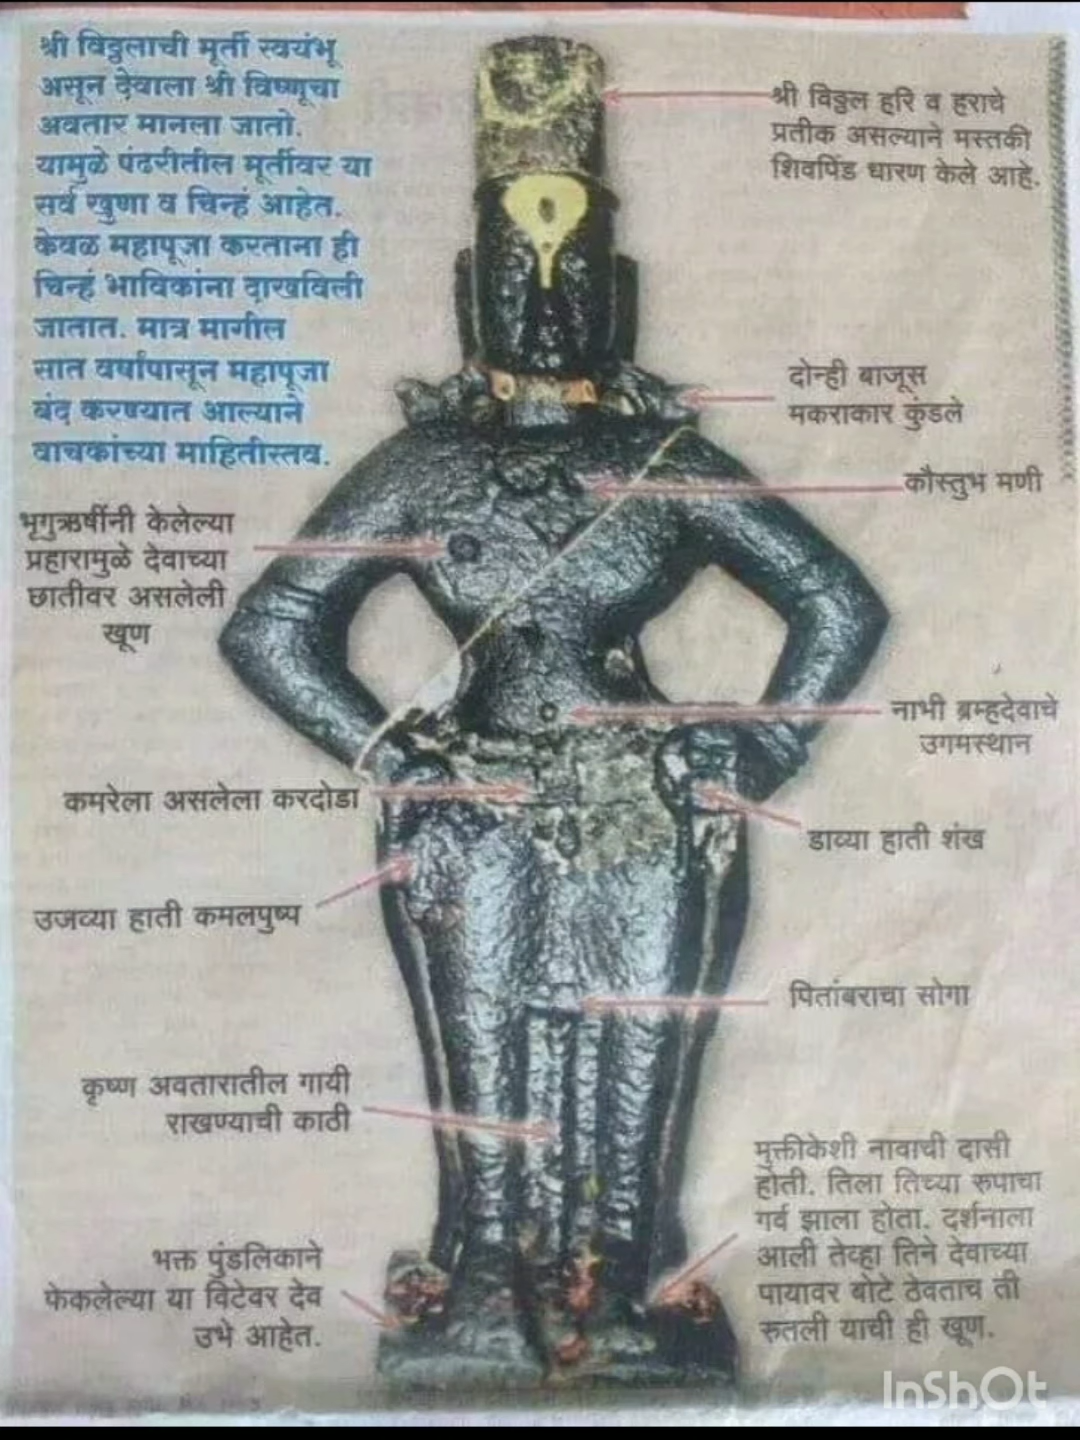 श्री विठ्ठलाची मूर्ती स्वयंभू
असून देवाला श्री विष्णूचा
अवतार मानला जातो.
यामुळे पंढरीतील मूर्तीवर या
सर्व खुणा व चिन्हं आहेत.
केवळ महापूजा करताना ही
चिन्हं भाविकांना दाखविली
जातात. मात्र मागील
सात वर्षांपासून महापूजा
बंद करण्यात आल्याने
वाचकांच्या माहितीस्तव.
श्री विठ्ठल हरि व हराचे
प्रतीक असल्याने मस्तकी
शिवपिंड धारण केले आहे.
दोन्ही बाजूस
मकराकार कुंडले
कौस्तुभ मणी
भृगुऋषींनी केलेल्या
प्रहारामुळे देवाच्या
छातीवर असलेली
खूण
नाभी ब्रम्हदेवाचे
उगमस्थान
कमरेला असलेला करदोडा
डाव्या हाती शंख
उजव्या हाती कमलपुष्प
पितांबराचा सोगा
कृष्ण अवतारातील गायी
राखण्याची काठी
मुक्तीकेशी नावाची दासी
होती. तिला तिच्या रुपाचा
गर्व झाला होता. दर्शनाला
आली तेव्हा तिने देवाच्या
पायावर बोटे ठेवताच ती
रुतली याची ही खूण.
भक्त पुंडलिकाने
फेकलेल्या या विटेवर देव
उभे आहेत.
InShOt